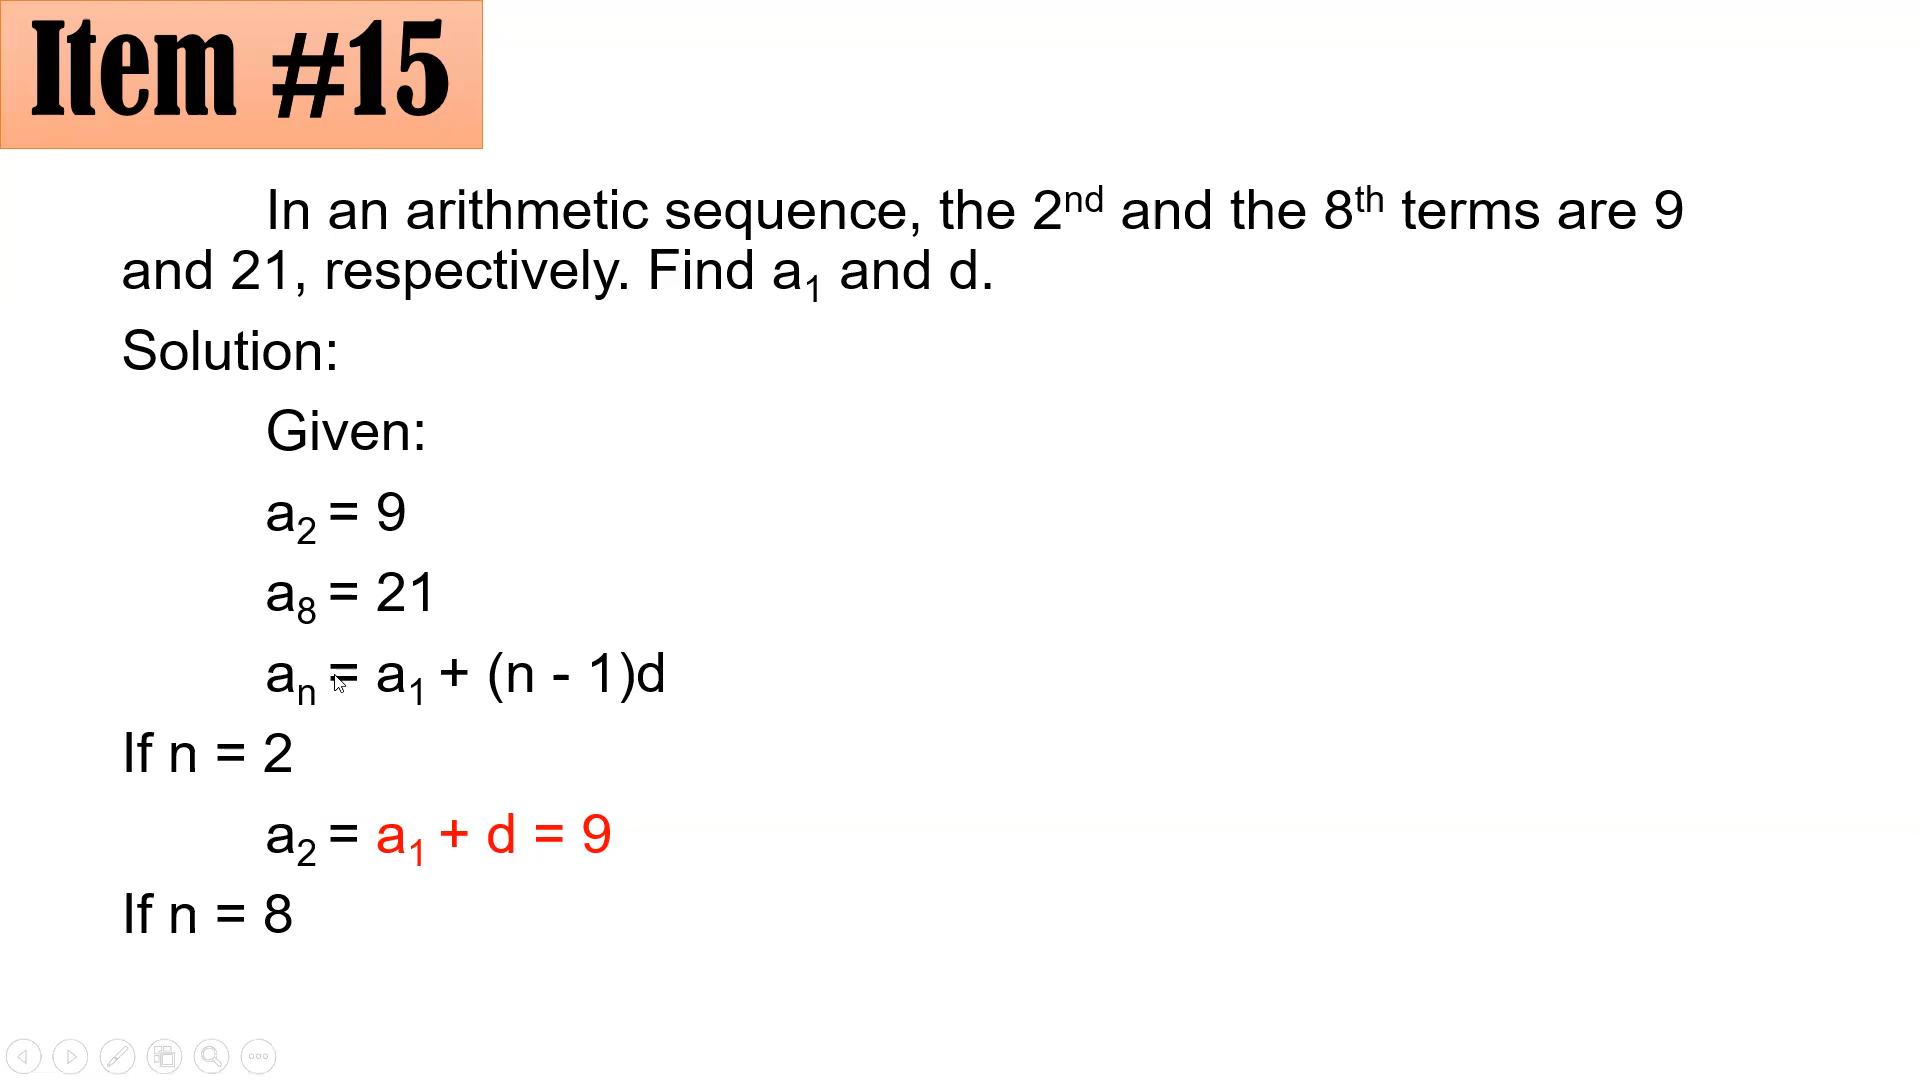 Item #15
In an arithmetic sequence, the 2nd and the 8th terms are 9
and 21, respectively. Find a1 and d.
Solution:
Given:
a2 = 9
a8 = 21
an = a1 + (n - 1)d
If n = 2
a2 = a1 + d = 9
If n = 8